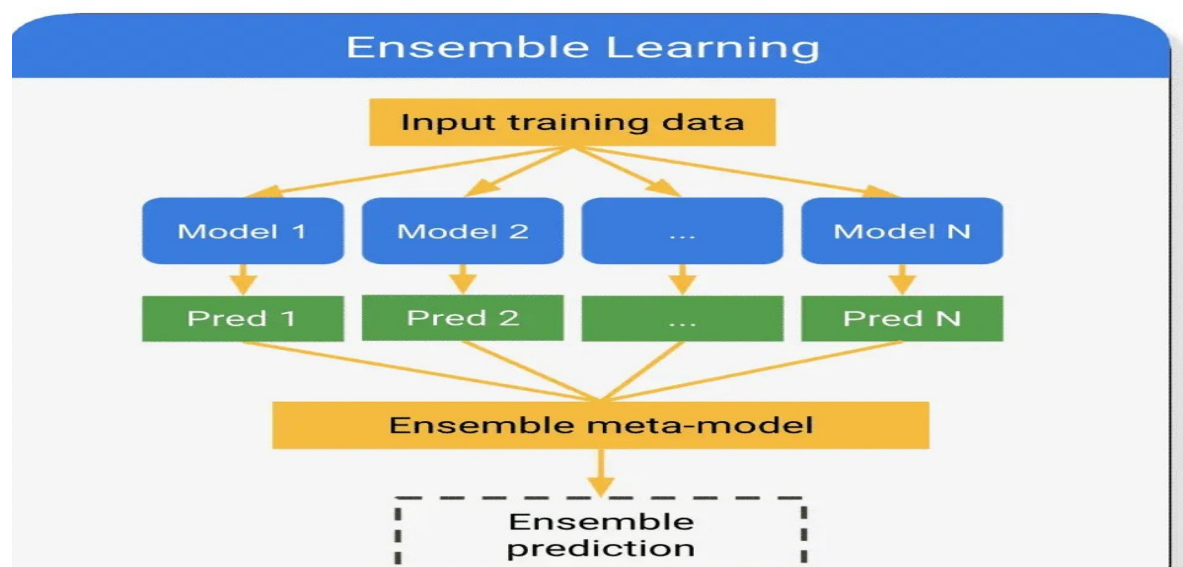 Ensemble Learning
Input training data
Model 1
Model 2
...
Model N
Pred 1
Pred 2
...
Pred N
Ensemble meta-model
Ensemble
prediction